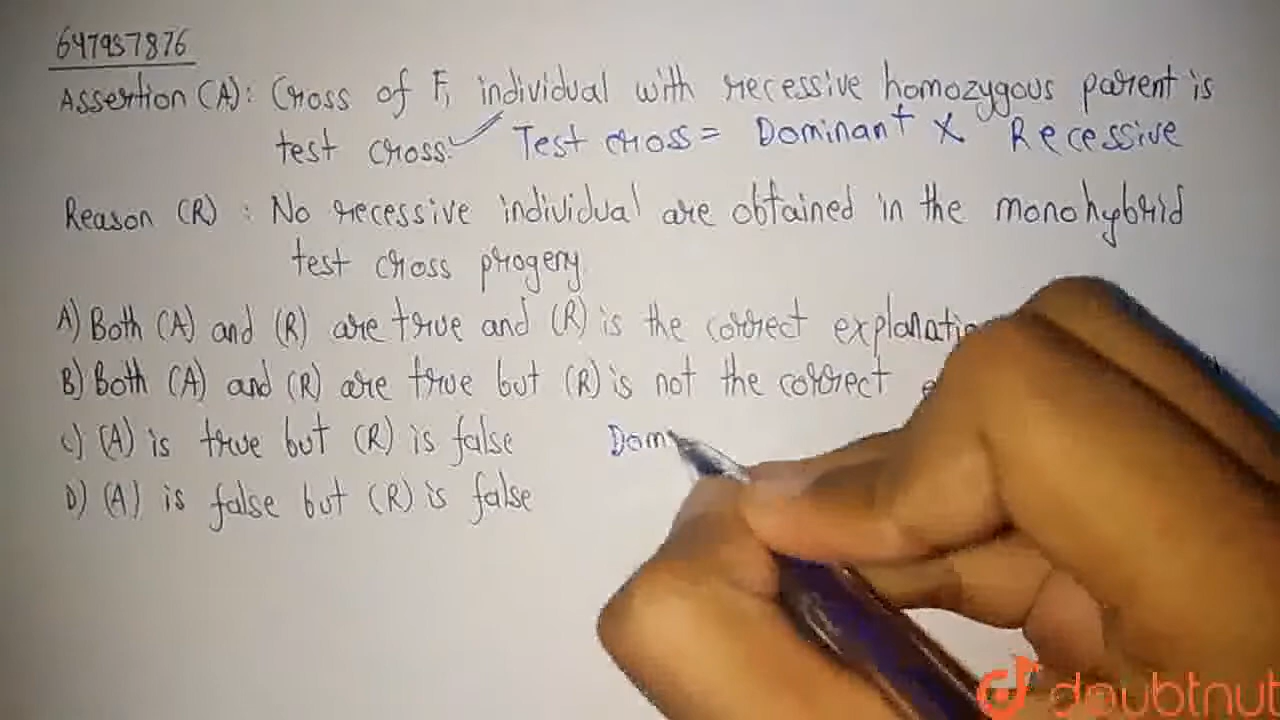 647957876
Assertion (A): Cross of F1 individual with recessive homozygous parent is
test cross. Test cross = Dominant X Recessive
Reason (R) : No recessive individual are obtained in the monohybrid
test cross progeny
A) Both (A) and (R) are true and (R) is the correct
B) Both (A) and (R) are true but (R) is not the correct
C) (A) is true but (R) is false Dom
D) (A) is false but (R) is false
doubtnut